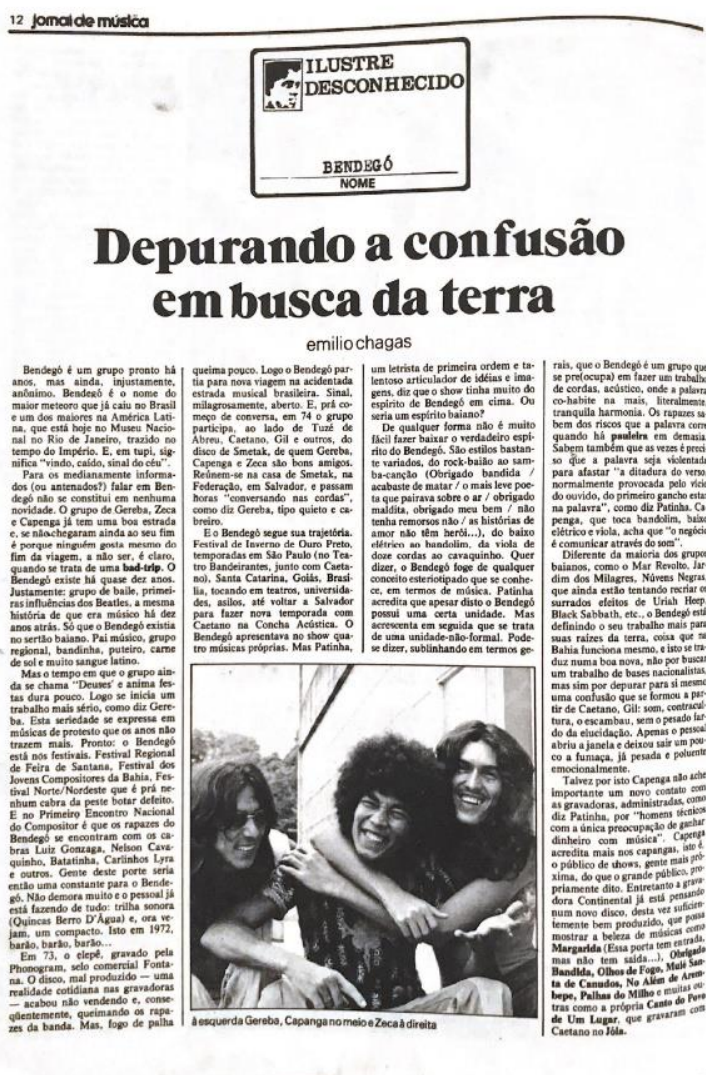 12 jornal de música
ILUSTRE
DESCONHECIDO
BENDEGÓ
NOME
Depurando a confusão
em busca da terra
emilio chagas
Bendegó é um grupo pronto há
anos, mas ainda, injustamente,
anônimo. Bendegó é o nome do
maior meteoro que já caiu no Brasil
e um dos maiores na América Lati-
na, que está hoje no Museu Nacio-
nal no Rio de Janeiro, trazido no
tempo do Império. E, em tupi, sig-
nifica "vindo, caído, sinal do céu".
Para os medianamente informa-
dos (ou antenados?) falar em Ben-
degó não se constitui em nenhuma
novidade. O grupo de Gereba, Zeca
e Capenga já tem uma boa estrada
e, se não chegaram ainda ao seu fim
é porque ninguém gosta mesmo do
fim da viagem, a não ser, é claro,
quando se trata de uma bad-trip. O
Bendegó existe há quase dez anos.
Justamente: grupo de baile, primei-
ras influências dos Beatles, a mesma
história de que era músico há dez
anos atrás. Só que o Bendegó existia
no sertão baiano. Pai músico, grupo
regional, bandinha, puteiro, carne
de sol e muito sangue latino.
Mas o tempo em que o grupo ain-
da se chama "Deuses' e anima fes-
tas dura pouco. Logo se inicia um
trabalho mais sério, como diz Gere-
ba. Esta seriedade se expressa em
músicas de protesto que os anos não
trazem mais. Pronto: o Bendegó
está nos festivais. Festival Regional
de Feira de Santana, Festival dos
Jovens Compositores da Bahia, Fes-
tival Norte/Nordeste que é prá ne-
nhum cabra da peste botar defeito.
E no Primeiro Encontro Nacional
do Compositor é que os rapazes do
Bendegó se encontram com os ca-
bras Luiz Gonzaga, Nelson Cava-
quinho, Batatinha, Carlinhos Lyra
e outros. Gente deste porte seria
então uma constante para o Bende-
gó. Não demora muito e o pessoal já
está fazendo de tudo: trilha sonora
(Quincas Berro D'Água) e, ora ve-
jam, um compacto. Isto em 1972,
barão, barão, barão...
Em 73, o elepê, gravado pela
Phonogram, selo comercial Fonta-
na. O disco, mal produzido — uma
realidade cotidiana nas gravadoras
— acabou não vendendo e, conse-
qüentemente, queimando os rapa-
zes da banda. Mas, fogo de palha
queima pouco. Logo o Bendegó par-
tia para nova viagem na acidentada
estrada musical brasileira. Sinal,
milagrosamente, aberto. E, prá co-
meço de conversa, em 74 o grupo
participa, ao lado de Tuzé de
Abreu, Caetano, Gil e outros, do
disco de Smetak, de quem Gereba,
Capenga e Zeca são bons amigos.
Reúnem-se na casa de Smetak, na
Federação, em Salvador, e passam
horas "conversando nas cordas",
como diz Gereba, tipo quieto e ca-
breiro.
E o Bendegó segue sua trajetória.
Festival de Inverno de Ouro Preto,
temporadas em São Paulo (no Tea-
tro Bandeirantes, junto com Caeta-
no), Santa Catarina, Goiás, Brasí-
lia, tocando em teatros, universida-
des, asilos, até voltar a Salvador
para fazer nova temporada com
Caetano na Concha Acústica. O
Bendegó apresentava no show qua-
tro músicas próprias. Mas Patinha,
um letrista de primeira ordem e ta-
lentoso articulador de idéias e ima-
gens, diz que o show tinha muito do
espírito de Bendegó em cima. Ou
seria um espírito baiano?
De qualquer forma não é muito
fácil fazer baixar o verdadeiro espí-
rito do Bendegó. São estilos bastan-
te variados, do rock-baião ao sam-
ba-canção (Obrigado bandida /
acabaste de matar / o mais leve poe-
ta que pairava sobre o ar / obrigado
maldita, obrigado meu bem / não
tenha remorsos não / as histórias de
amor não têm herói...), do baixo
elétrico ao bandolim, da viola de
doze cordas ao cavaquinho. Quer
dizer, o Bendegó foge de qualquer
conceito esteriotipado que se conhe-
ce, em termos de música. Patinha
acredita que apesar disto o Bendegó
possui uma certa unidade. Mas
acrescenta em seguida que se trata
de uma unidade-não-formal. Pode-
se dizer, sublinhando em termos ge-
rais, que o Bendegó é um grupo que
se pre(ocupa) em fazer um trabalho
de cordas, acústico, onde a palavra
co-habite na mais, literalmente,
tranquila harmonia. Os rapazes sa-
bem dos riscos que a palavra corre
quando há pauleira em demasia.
Sabem também que as vezes é preci-
so que a palavra seja violentada
para afastar "a ditadura do verso,
normalmente provocada pelo vício
do ouvido, do primeiro gancho estar
na palavra", como diz Patinha. Ca-
penga, que toca bandolim, baixo
elétrico e viola, acha que "o negócio
é comunicar através do som".
Diferente da maioria dos grupos
baianos, como o Mar Revolto, Jar-
dim dos Milagres, Núvens Negras,
que ainda estão tentando recriar os
surrados efeitos de Uriah Heep,
Black Sabbath, etc., o Bendegó está
definindo o seu trabalho mais para
suas raízes da terra, coisa que na
Bahia funciona mesmo, e isto se tra-
duz numa boa nova, não por buscar
um trabalho de bases nacionalistas,
mas sim por depurar para si mesmo
uma confusão que se formou a par-
tir de Caetano, Gil: som, contracul-
tura, o escambau, sem o pesado far-
do da elucidação. Apenas o pessoal
abriu a janela e deixou sair um pou-
co a fumaça, já pesada e poluente
emocionalmente.
Talvez por isto Capenga não ache
importante um novo contato com
as gravadoras, administradas, como
diz Patinha, por "homens técnicos
com a única preocupação de ganhar
dinheiro com música". Capenga
acredita mais nos capangas, isto é,
o público de shows, gente mais pró-
xima, do que o grande público, pro-
priamente dito. Entretanto a grava-
dora Continental já está pensando
num novo disco, desta vez suficien-
temente bem produzido, que possa
mostrar a beleza de músicas como
Margarida (Essa porta tem entrada,
mas não tem saída...), Obrigado
Bandida, Olhos de Fogo, Mulé San-
ta de Canudos, No Além de Arem-
bepe, Palhas do Milho e muitas ou-
tras como a própria Canto do Povo
de Um Lugar, que gravaram com
Caetano no Jóia.
à esquerda Gereba, Capanga no meio e Zeca à direita